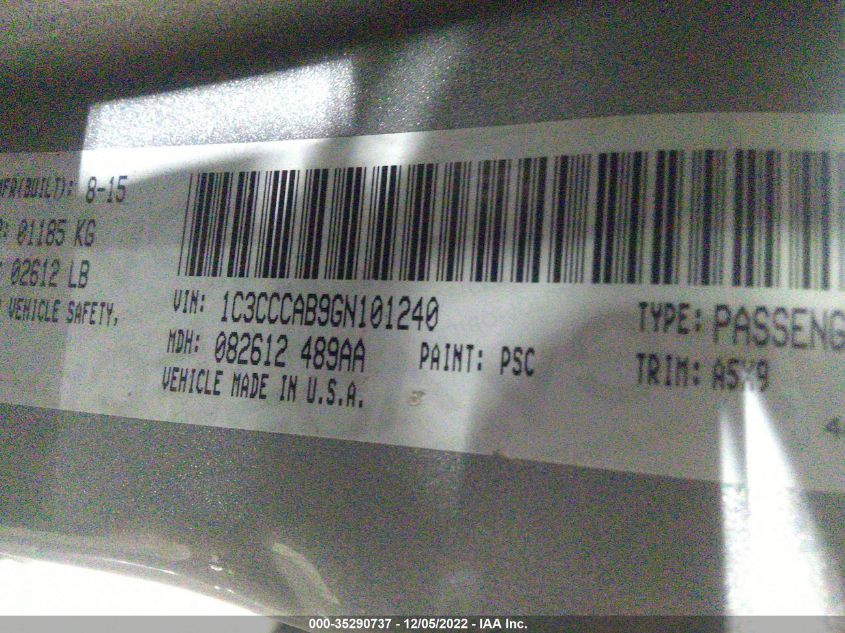 MFR(BUILT): 8-15
01185 KG
02612 LB
VEHICLE SAFETY,
VIN: 1C3CCCAB9GN101240
TYPE: PASSENG
MDH: 082612 489AA
PAINT: PSC
TRIM: A5X9
VEHICLE MADE IN U.S.A.
000-35290737 - 12/05/2022 - IAA Inc.